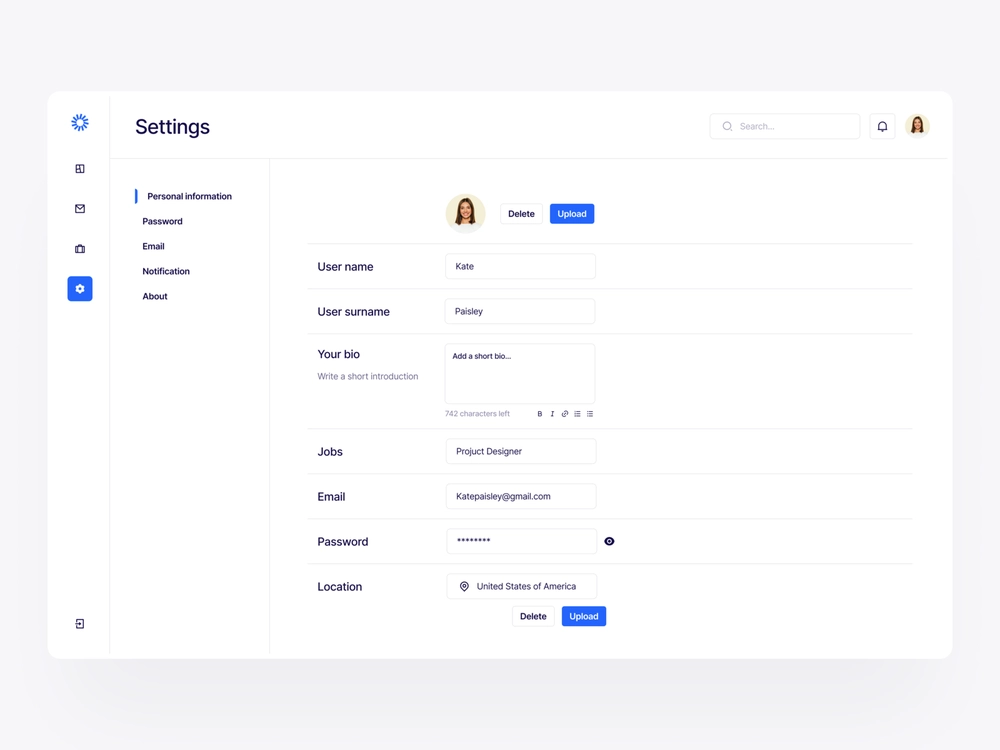 Settings
Search...
Personal information
Password
Email
Notification
About
Delete
Upload
User name
Kate
User surname
Paisley
Your bio
Write a short introduction
Add a short bio...
742 characters left
B I
Jobs
Projuct Designer
Email
Katepaisley@gmail.com
Password
********
Location
United States of America
Delete
Upload